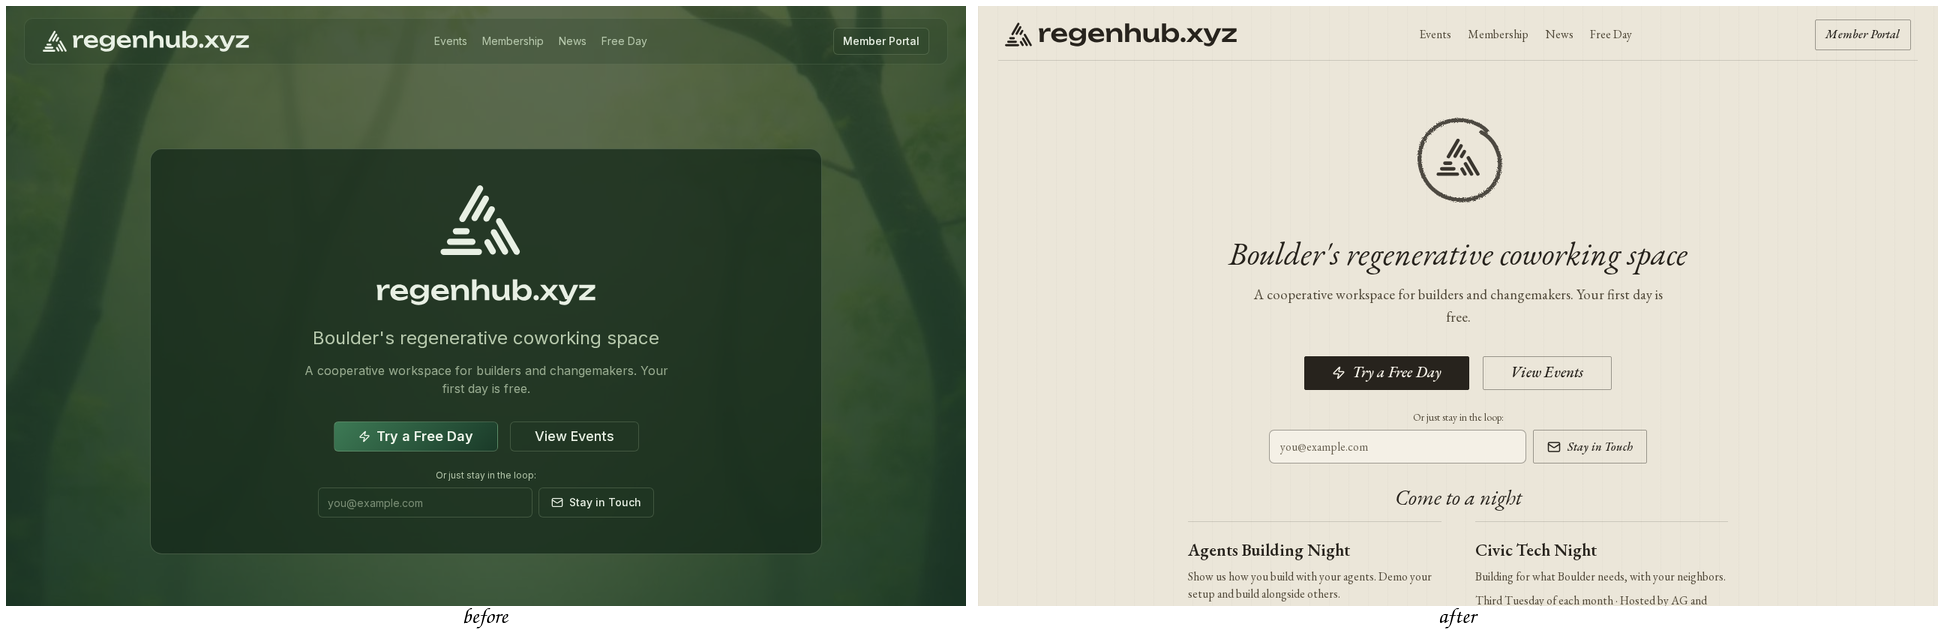 regenhub.xyz
Events Membership News Free Day
Member Portal
regenhub.xyz
Boulder's regenerative coworking space
A cooperative workspace for builders and changemakers. Your
first day is free.
Try a Free Day
View Events
Or just stay in the loop:
you@example.com
Stay in Touch
before
regenhub.xyz
Events Membership News Free Day
Member Portal
Boulder's regenerative coworking space
A cooperative workspace for builders and changemakers. Your first day is
free.
Try a Free Day
View Events
Or just stay in the loop:
you@example.com
Stay in Touch
Come to a night
Agents Building Night
Show us how you build with your agents. Demo your
setup and build alongside others.
Civic Tech Night
Building for what Boulder needs, with your neighbors.
Third Tuesday of each month · Hosted by AG and
after